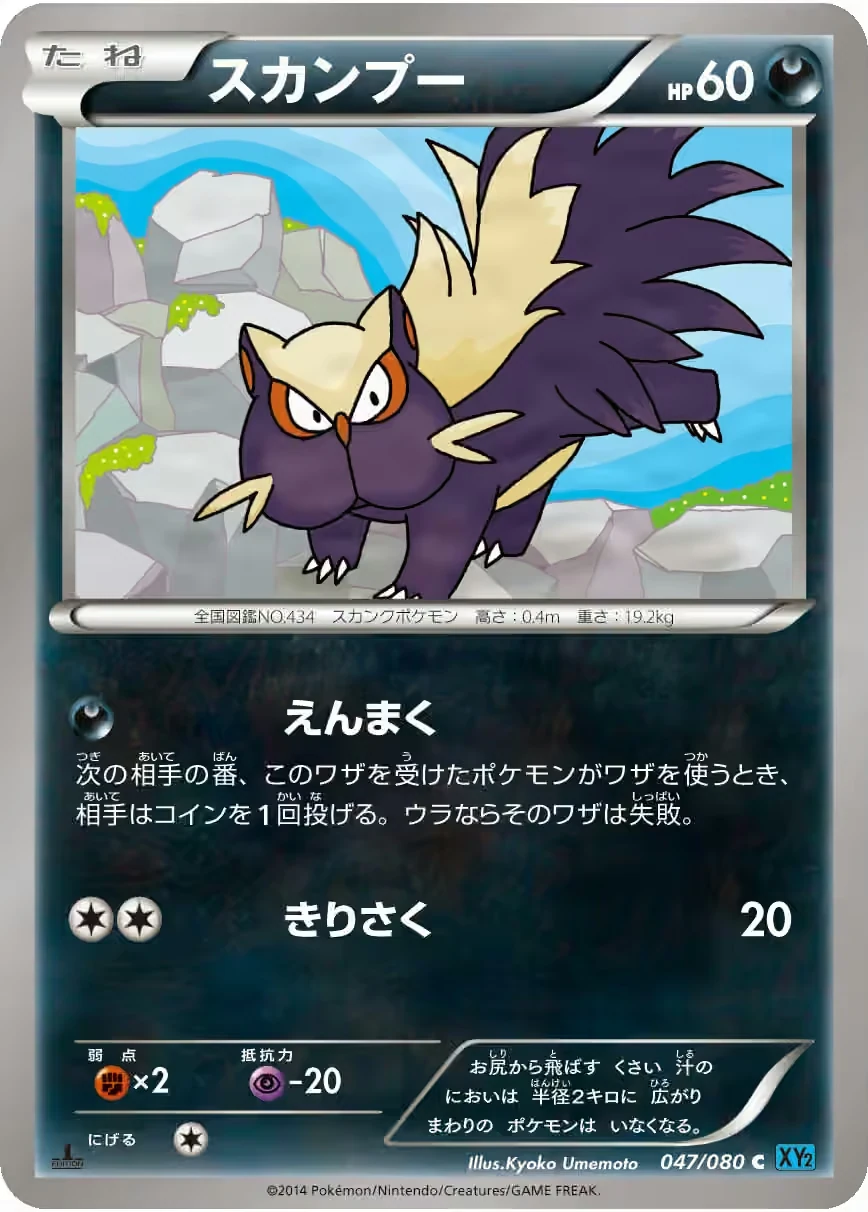 たね スカンプー HP60
全国図鑑NO.434 スカンクポケモン 高さ:0.4m 重さ:19.2kg
えんまく
次の相手の番、このワザを受けたポケモンがワザを使うとき、
相手はコインを1回投げる。ウラならそのワザは失敗。
きりさく 20
弱点 抵抗力
×2 -20
にげる
お尻から飛ばす くさい 汁の
においは 半径2キロに 広がり
まわりの ポケモンは いなくなる。
1 EDITION
Illus.Kyoko Umemoto 047/080 C XY2
©2014 Pokémon/Nintendo/Creatures/GAME FREAK.